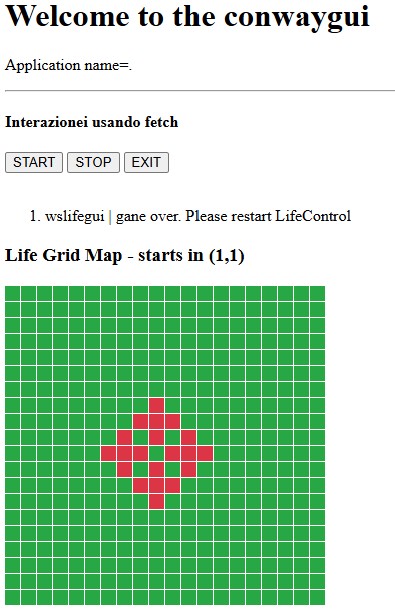 Welcome to the conwaygui
Application name=.
Interazionei usando fetch
START STOP EXIT
1. wslifegui | gane over. Please restart LifeControl
Life Grid Map - starts in (1,1)